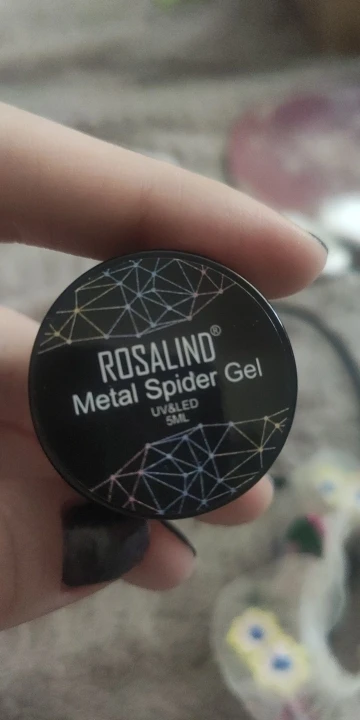 ROSALIND®
Metal Spider Gel
UV&LED
5ML